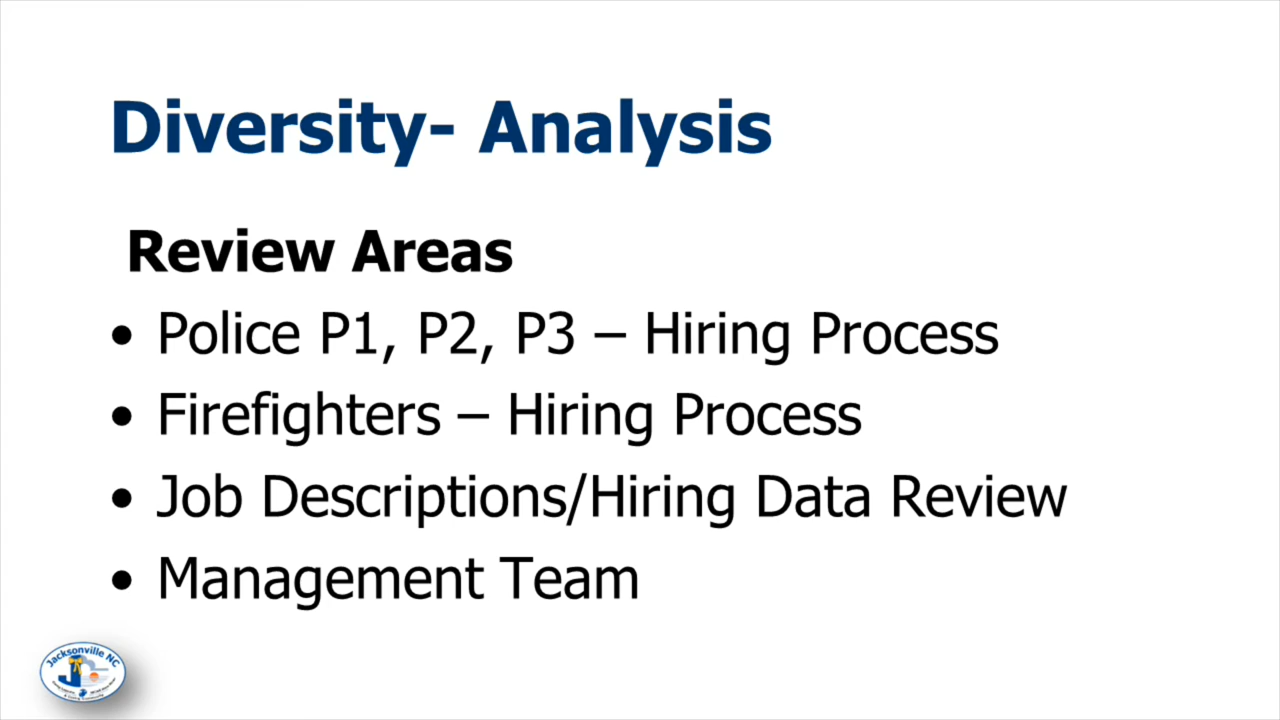 Diversity- Analysis
Review Areas
• Police P1, P2, P3 – Hiring Process
• Firefighters – Hiring Process
• Job Descriptions/Hiring Data Review
• Management Team
Jacksonville NC